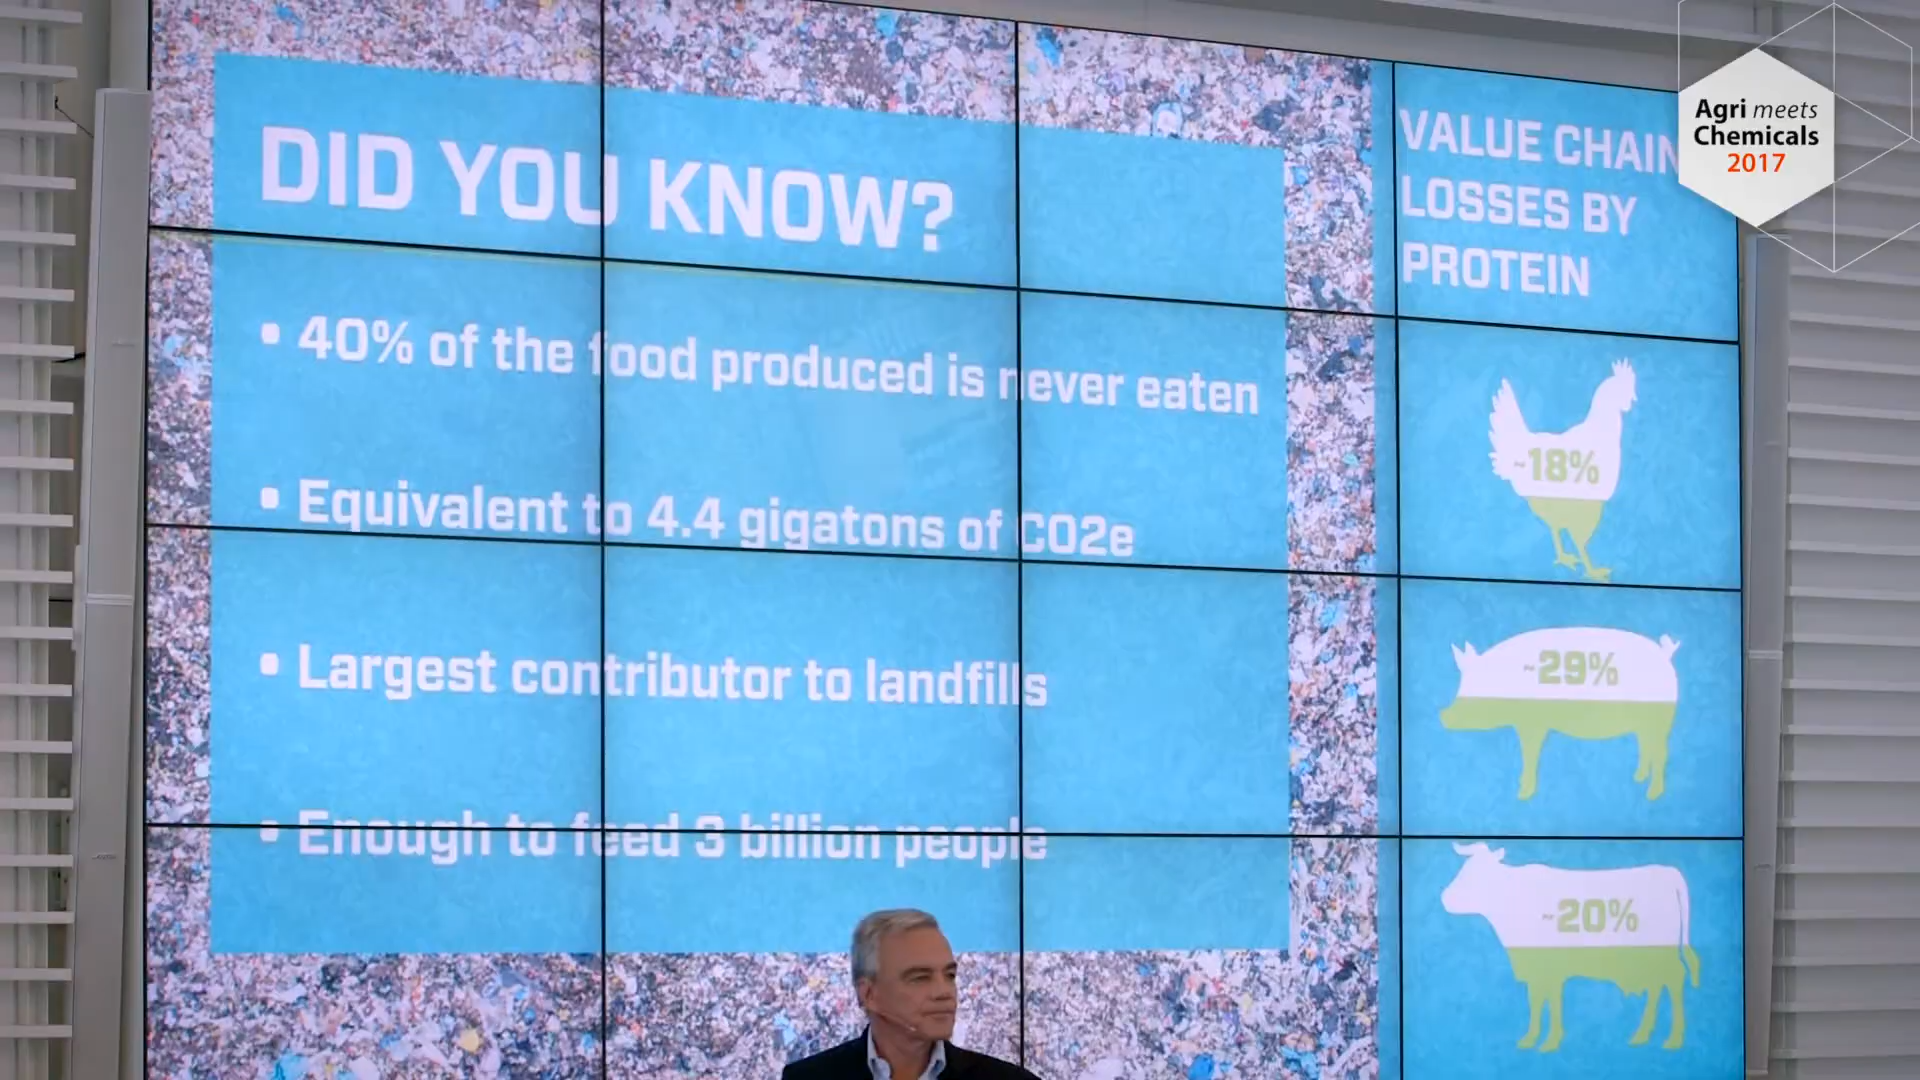 DID YOU KNOW?
• 40% of the food produced is never eaten
• Equivalent to 4.4 gigatons of CO2e
• Largest contributor to landfills
• Enough to feed 3 billion people
VALUE CHAIN
LOSSES BY
PROTEIN
~18%
~29%
~20%
Agri meets
Chemicals
2017